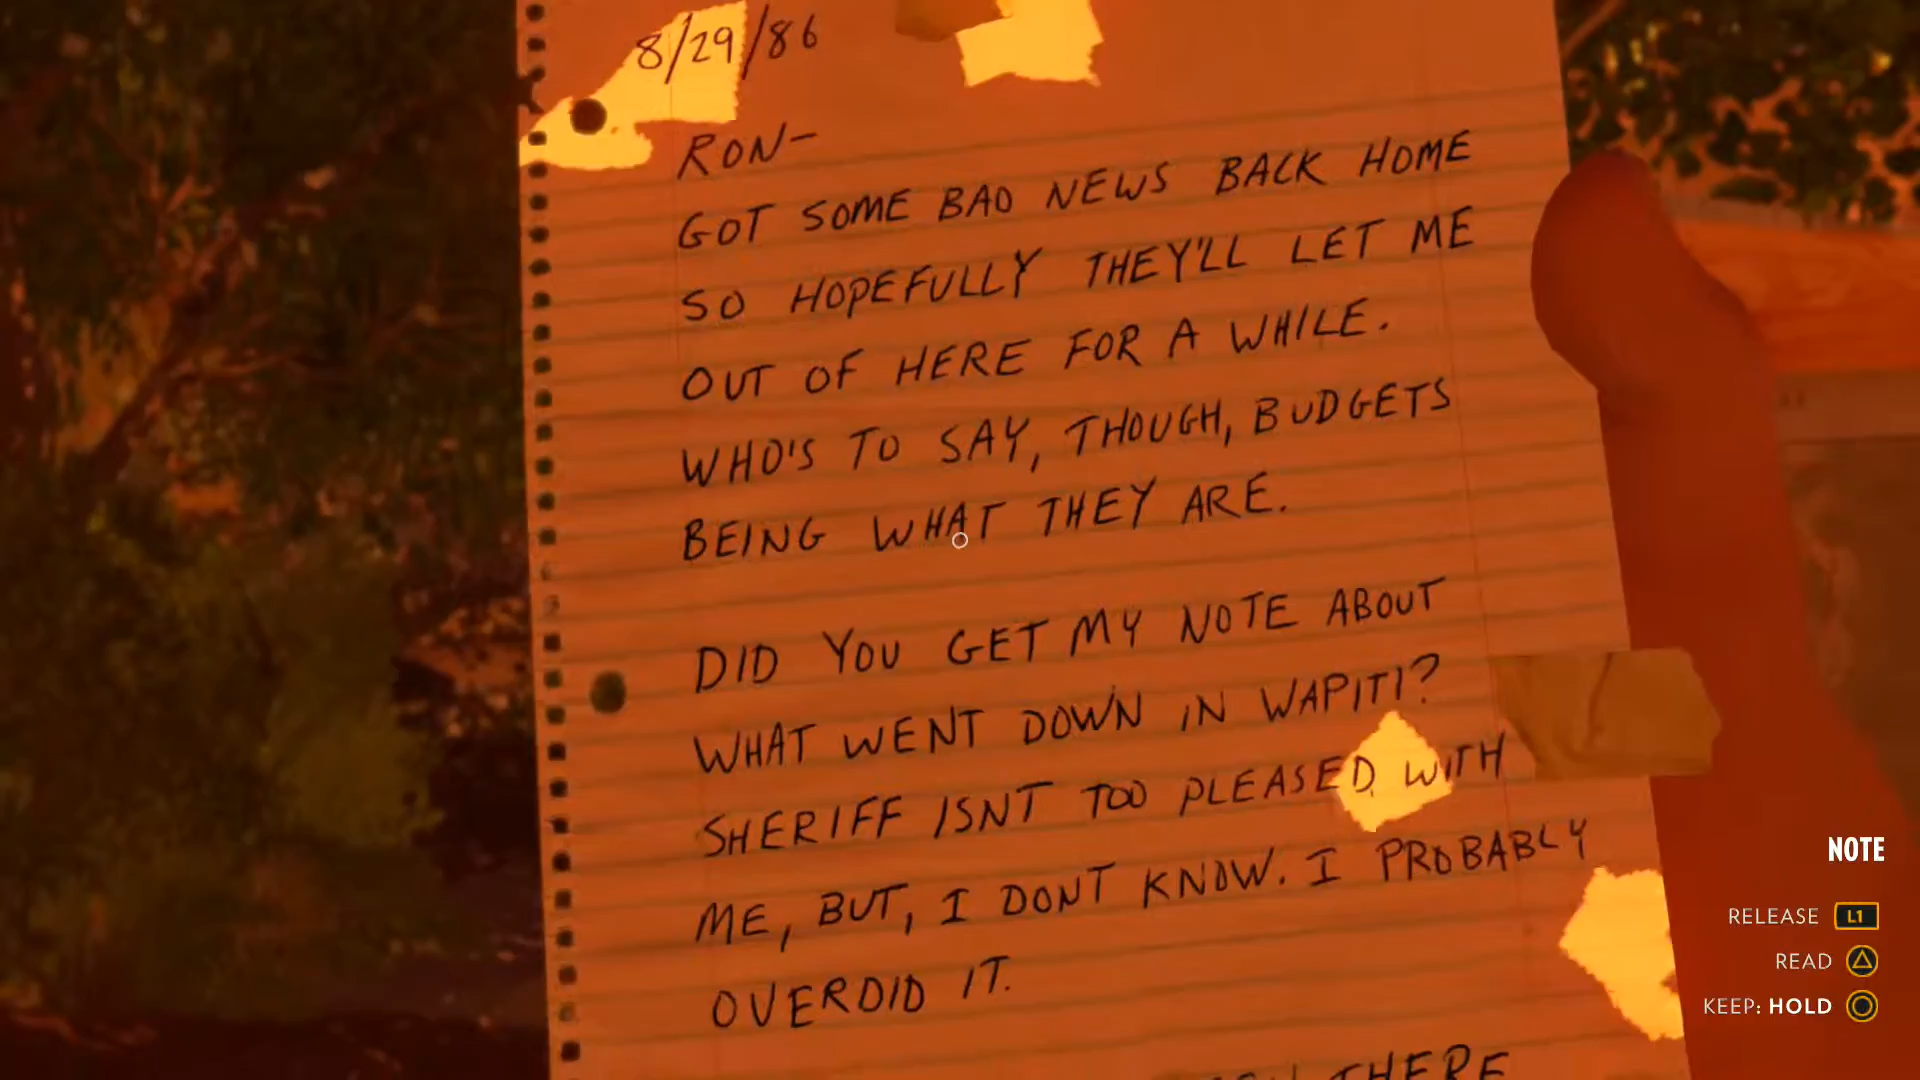 8/29/86
RON-
GOT SOME BAD NEWS BACK HOME
SO HOPEFULLY THEY'LL LET ME
OUT OF HERE FOR A WHILE.
WHO'S TO SAY, THOUGH, BUDGETS
BEING WHAT THEY ARE.
DID YOU GET MY NOTE ABOUT
WHAT WENT DOWN IN WAPITI?
SHERIFF ISNT TOO PLEASED WITH
ME, BUT, I DONT KNOW. I PROBABLY
OVERDID IT.
THERE
NOTE
RELEASE L1
READ
KEEP: HOLD